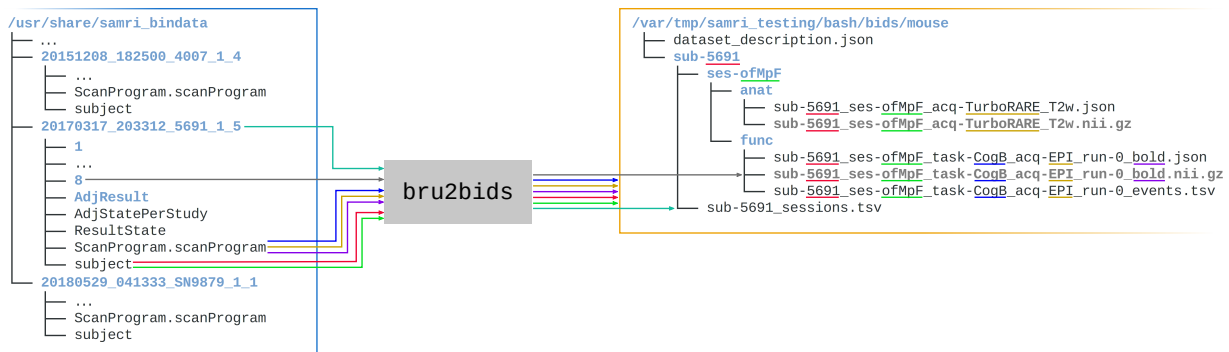 /usr/share/samri_bindata
...
20151208_182500_4007_1_4
...
ScanProgram.scanProgram
subject
20170317_203312_5691_1_5
1
...
8
AdjResult
AdjStatePerStudy
ResultState
ScanProgram.scanProgram
subject
20180529_041333_SN9879_1_1
...
ScanProgram.scanProgram
subject
bru2bids
/var/tmp/samri_testing/bash/bids/mouse
dataset_description.json
sub-5691
ses-ofMpF
anat
sub-5691_ses-ofMpF_acq-TurboRARE_T2w.json
sub-5691_ses-ofMpF_acq-TurboRARE_T2w.nii.gz
func
sub-5691_ses-ofMpF_task-CogB_acq-EPI_run-0_bold.json
sub-5691_ses-ofMpF_task-CogB_acq-EPI_run-0_bold.nii.gz
sub-5691_ses-ofMpF_task-CogB_acq-EPI_run-0_events.tsv
sub-5691_sessions.tsv